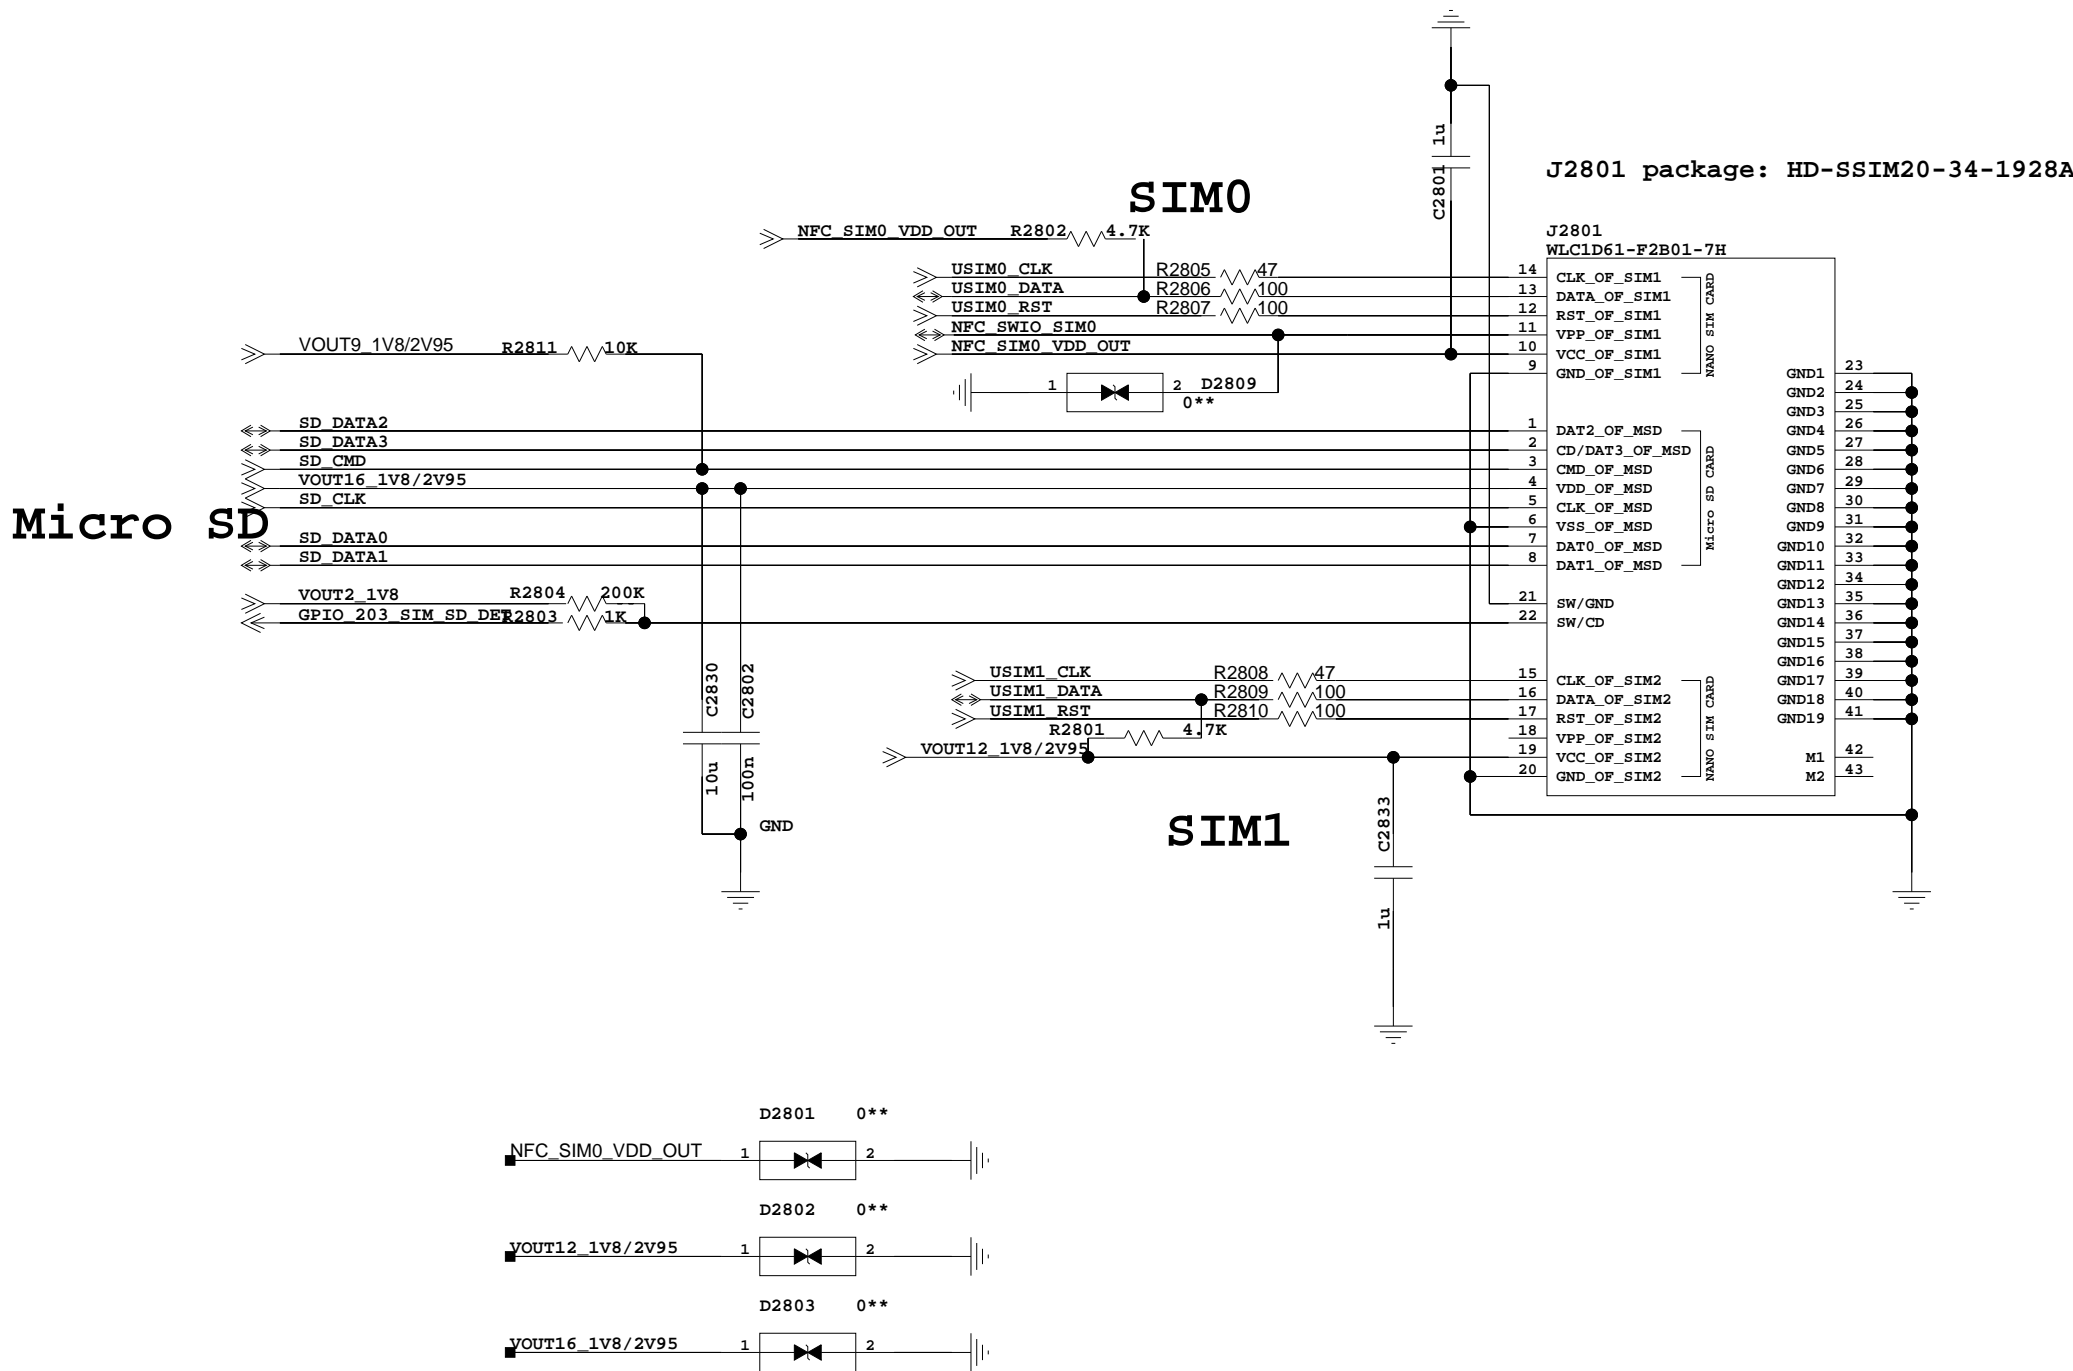 J2801 package: HD-SSIM20-34-1928A
1u
C2801
SIM0
NFC_SIM0_VDD_OUT R2802 4.7K
J2801
WLC1D61-F2B01-7H
USIM0_CLK R2805 47 14 CLK_OF_SIM1
USIM0_DATA R2806 100 13 DATA_OF_SIM1
USIM0_RST R2807 100 12 RST_OF_SIM1
NFC_SWIO_SIM0 11 VPP_OF_SIM1
NFC_SIM0_VDD_OUT 10 VCC_OF_SIM1
9 GND_OF_SIM1
NANO SIM CARD
VOUT9_1V8/2V95 R2811 10K
1 2 D2809
0**
SD_DATA2 1 DAT2_OF_MSD
SD_DATA3 2 CD/DAT3_OF_MSD
SD_CMD 3 CMD_OF_MSD
VOUT16_1V8/2V95 4 VDD_OF_MSD
SD_CLK 5 CLK_OF_MSD
6 VSS_OF_MSD
SD_DATA0 7 DAT0_OF_MSD
SD_DATA1 8 DAT1_OF_MSD
Micro SD CARD
Micro SD
VOUT2_1V8 R2804 200K 21 SW/GND
GPIO_203_SIM_SD_DET R2803 1K 22 SW/CD
C2830
C2802
10u
100n
GND
USIM1_CLK R2808 47 15 CLK_OF_SIM2
USIM1_DATA R2809 100 16 DATA_OF_SIM2
USIM1_RST R2810 100 17 RST_OF_SIM2
R2801 4.7K 18 VPP_OF_SIM2
VOUT12_1V8/2V95 19 VCC_OF_SIM2
20 GND_OF_SIM2
NANO SIM CARD
GND1 23
GND2 24
GND3 25
GND4 26
GND5 27
GND6 28
GND7 29
GND8 30
GND9 31
GND10 32
GND11 33
GND12 34
GND13 35
GND14 36
GND15 37
GND16 38
GND17 39
GND18 40
GND19 41
M1 42
M2 43
SIM1
C2833
1u
D2801 0**
NFC_SIM0_VDD_OUT 1 2
D2802 0**
VOUT12_1V8/2V95 1 2
D2803 0**
VOUT16_1V8/2V95 1 2